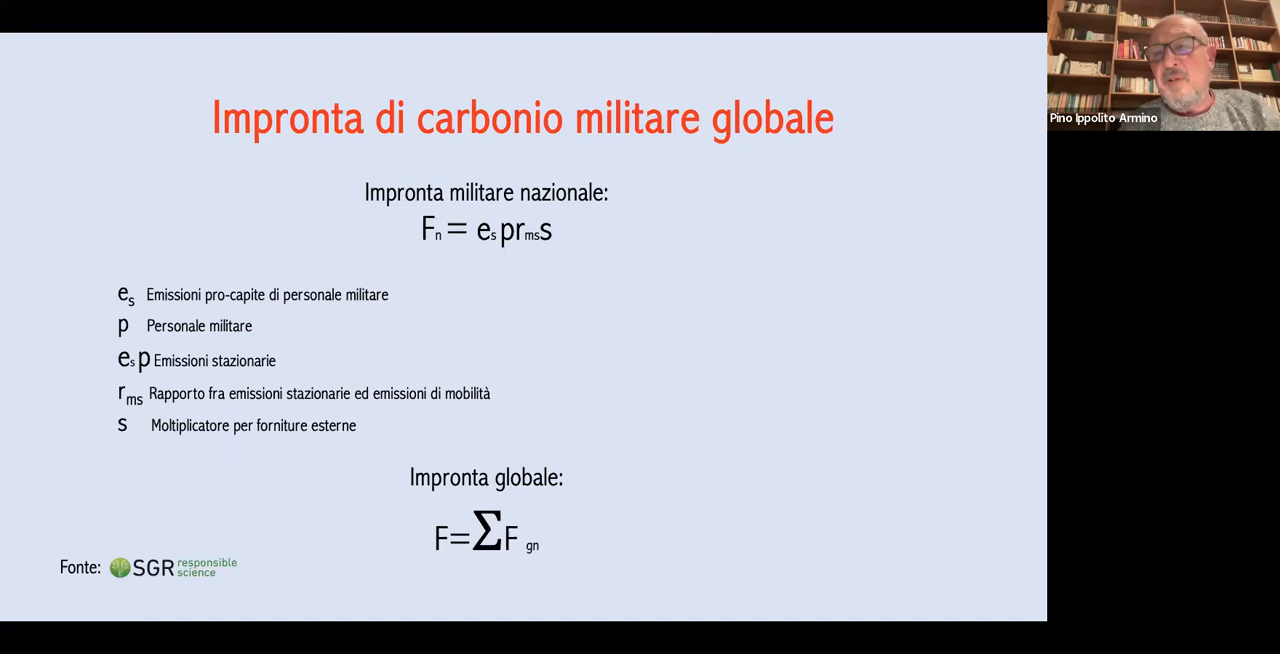 Impronta di carbonio militare globale
Pino Ippolito Armino
Impronta militare nazionale:
Fn = es prmss
es Emissioni pro-capite di personale militare
p Personale militare
es p Emissioni stazionarie
rms Rapporto fra emissioni stazionarie ed emissioni di mobilità
s Moltiplicatore per forniture esterne
Impronta globale:
F=ΣF gn
Fonte: SGR responsible
science